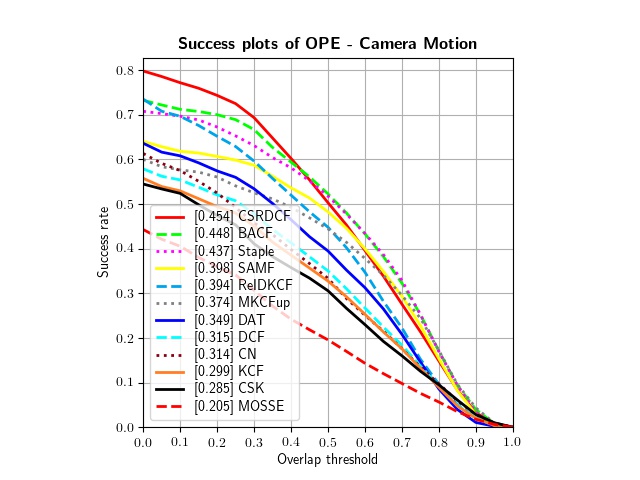 Success plots of OPE - Camera Motion
Success rate
0.8
0.7
0.6
0.5
0.4
0.3
0.2
0.1
0.0
[0.454] CSRDCF
[0.448] BACF
[0.437] Staple
[0.398] SAMF
[0.394] RelDKCF
[0.374] MKCFup
[0.349] DAT
[0.315] DCF
[0.314] CN
[0.299] KCF
[0.285] CSK
[0.205] MOSSE
0.0 0.1 0.2 0.3 0.4 0.5 0.6 0.7 0.8 0.9 1.0
Overlap threshold